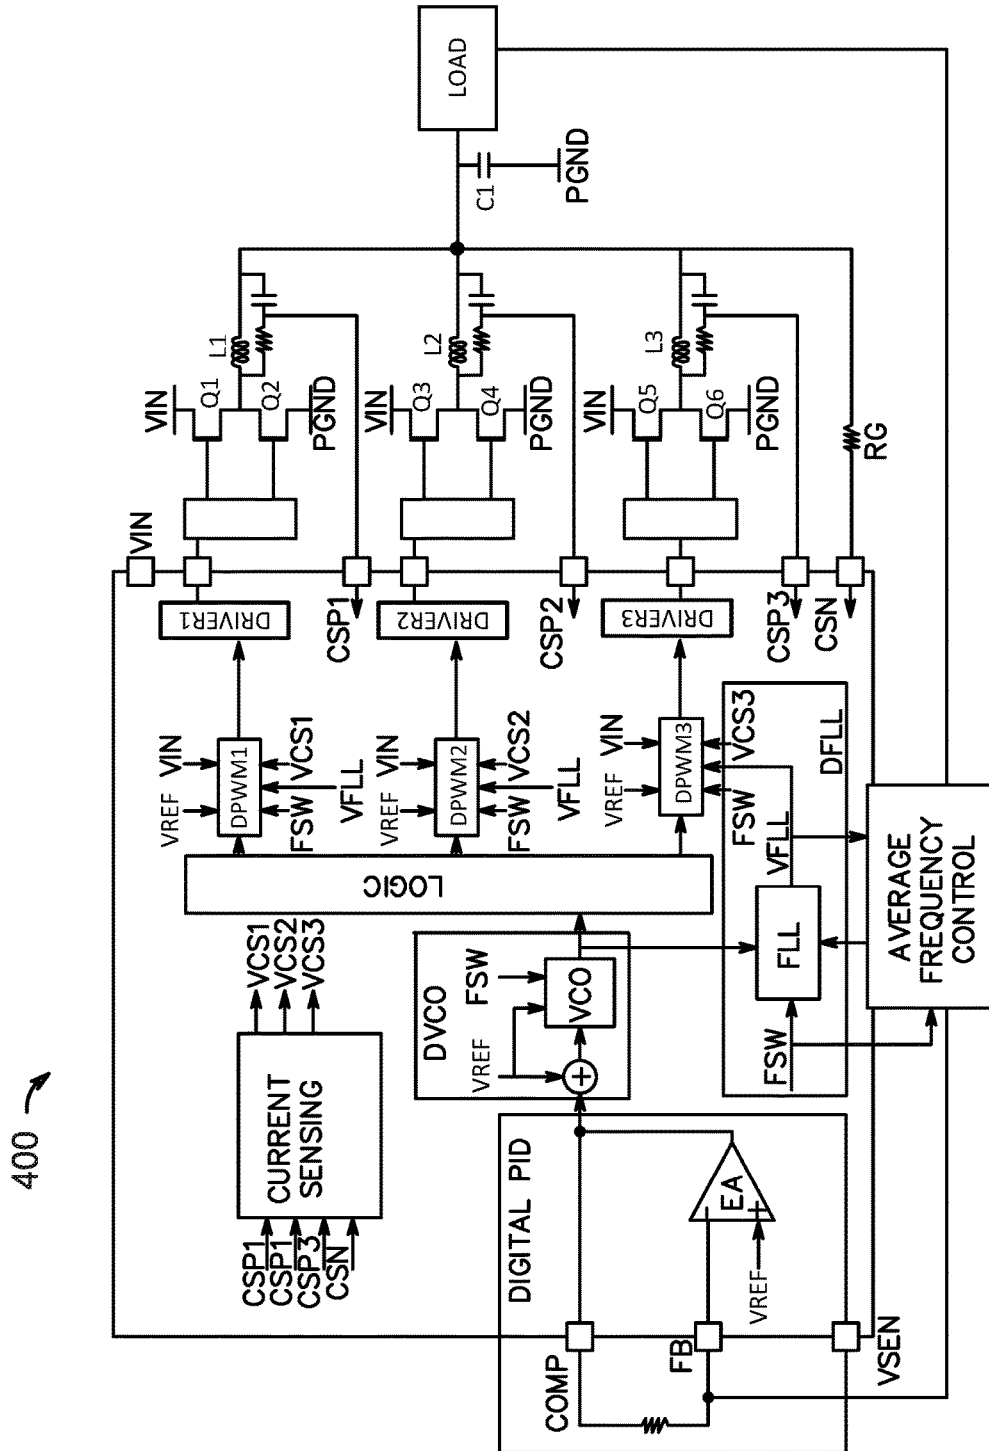 400
CSP1
CSP1
CSP3
CSN
CURRENT
SENSING
VCS1
VCS2
VCS3
COMP
FB
VSEN
DIGITAL PID
EA
VREF
DVCO
VREF
FSW
VCO
LOGIC
FSW
FLL
VFLL
DFLL
AVERAGE
FREQUENCY
CONTROL
VREF
VIN
DPWM1
FSW
VCS1
VFLL
VREF
VIN
DPWM2
FSW
VCS2
VFLL
VREF
VIN
DPWM3
FSW
VCS3
DRIVER1
DRIVER2
DRIVER3
VIN
CSP1
CSP2
CSP3
CSN
VIN
Q1
Q2
PGND
L1
VIN
Q3
Q4
PGND
L2
VIN
Q5
Q6
PGND
L3
RG
C1
PGND
LOAD